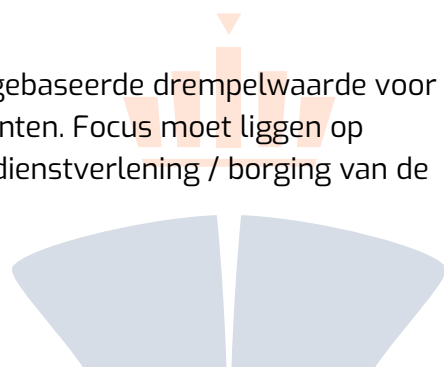 gebaseerde drempelwaarde voor
nten. Focus moet liggen op
dienstverlening / borging van de